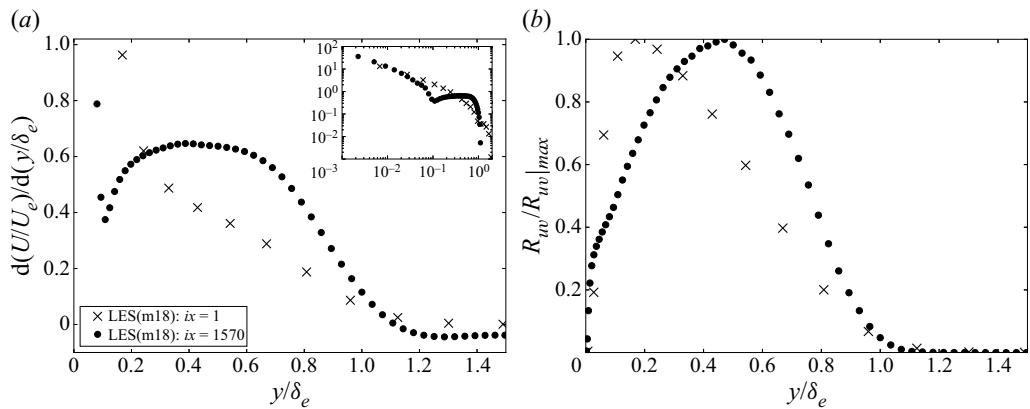 (a)
1.0
0.8
0.6
0.4
0.2
0
d(U/U_e)/d(y/δ_e)
0 0.2 0.4 0.6 0.8 1.0 1.2 1.4
y/δ_e
× LES(m18): ix = 1
• LES(m18): ix = 1570
10^2
10^1
10^0
10^−1
10^−2
10^−3
10^−3 10^−2 10^−1 10^0
(b)
1.0
0.8
0.6
0.4
0.2
R_uv/R_uv|_max
0 0.2 0.4 0.6 0.8 1.0 1.2 1.4
y/δ_e